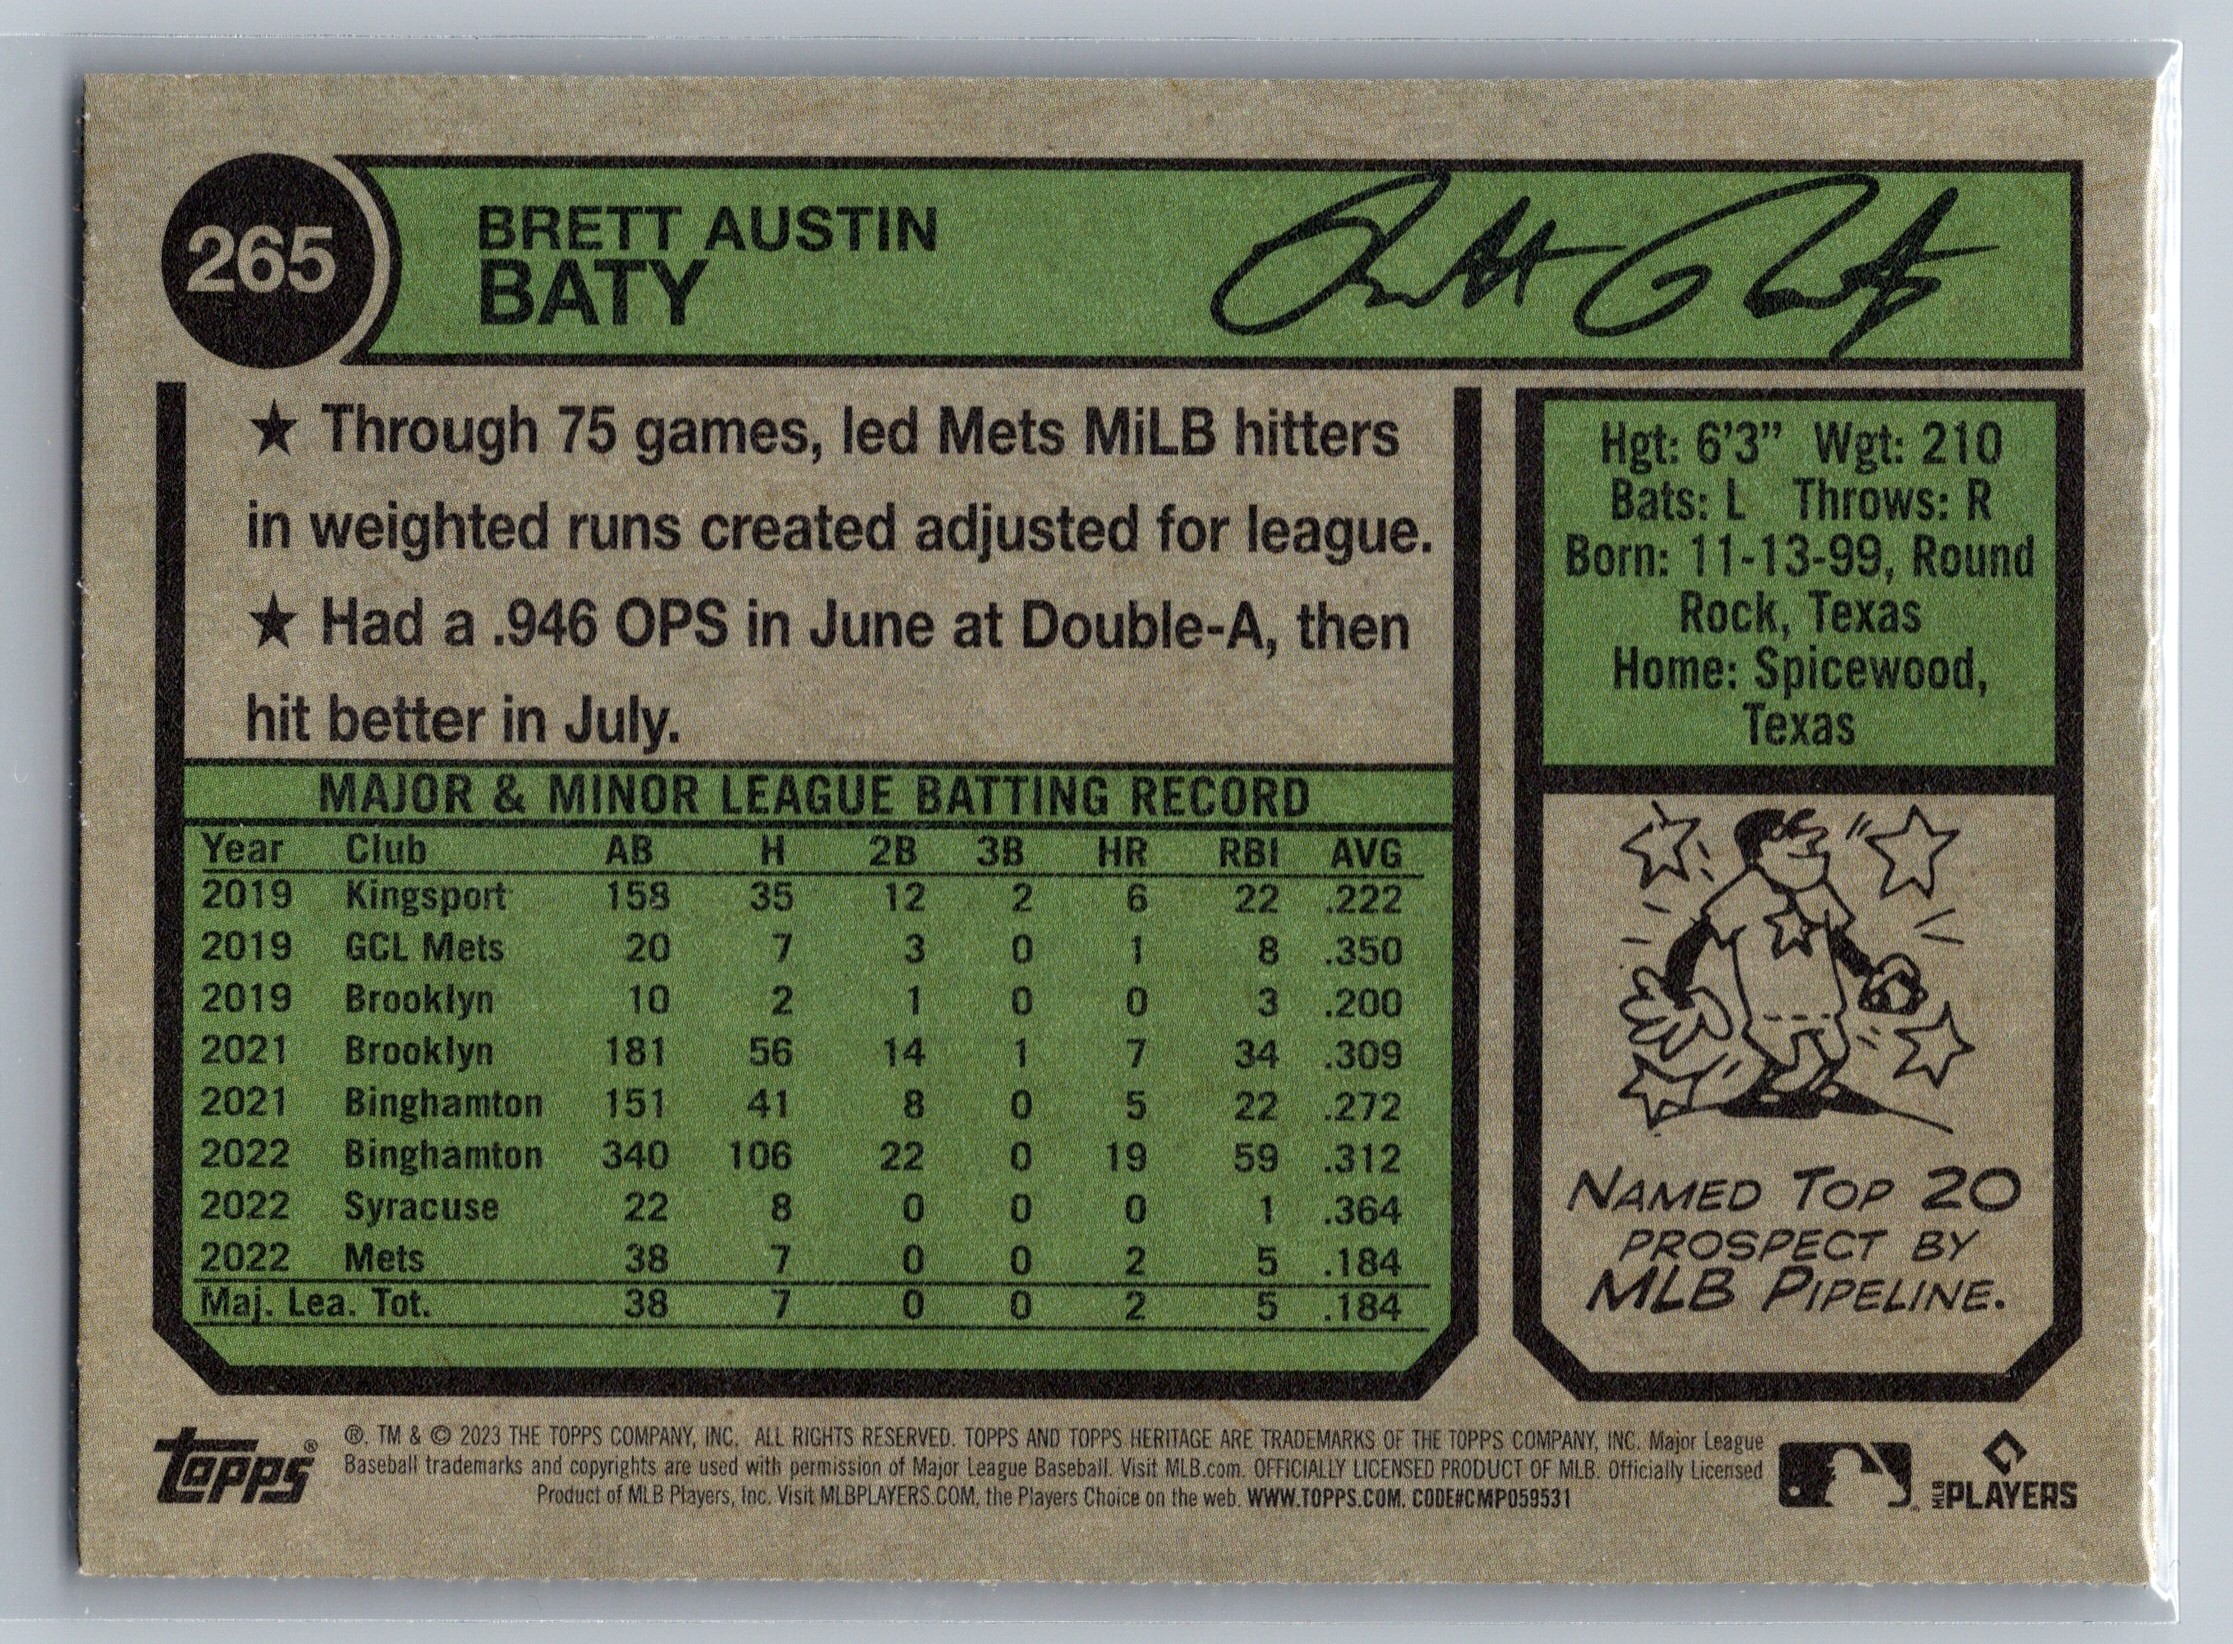 265
BRETT AUSTIN
BATY
★ Through 75 games, led Mets MiLB hitters
in weighted runs created adjusted for league.
★ Had a .946 OPS in June at Double-A, then
hit better in July.
Hgt: 6'3" Wgt: 210
Bats: L Throws: R
Born: 11-13-99, Round
Rock, Texas
Home: Spicewood,
Texas
MAJOR & MINOR LEAGUE BATTING RECORD
Year Club AB H 2B 3B HR RBI AVG
2019 Kingsport 158 35 12 2 6 22 .222
2019 GCL Mets 20 7 3 0 1 8 .350
2019 Brooklyn 10 2 1 0 0 3 .200
2021 Brooklyn 181 56 14 1 7 34 .309
2021 Binghamton 151 41 8 0 5 22 .272
2022 Binghamton 340 106 22 0 19 59 .312
2022 Syracuse 22 8 0 0 0 1 .364
2022 Mets 38 7 0 0 2 5 .184
Maj. Lea. Tot. 38 7 0 0 2 5 .184
NAMED TOP 20
PROSPECT BY
MLB PIPELINE.
topps®
®, TM & © 2023 THE TOPPS COMPANY, INC. ALL RIGHTS RESERVED. TOPPS AND TOPPS HERITAGE ARE TRADEMARKS OF THE TOPPS COMPANY, INC. Major League
Baseball trademarks and copyrights are used with permission of Major League Baseball. Visit MLB.com. OFFICIALLY LICENSED PRODUCT OF MLB. Officially Licensed
Product of MLB Players, Inc. Visit MLBPLAYERS.COM, the Players Choice on the web. WWW.TOPPS.COM. CODE#CMP059531
MLB PLAYERS